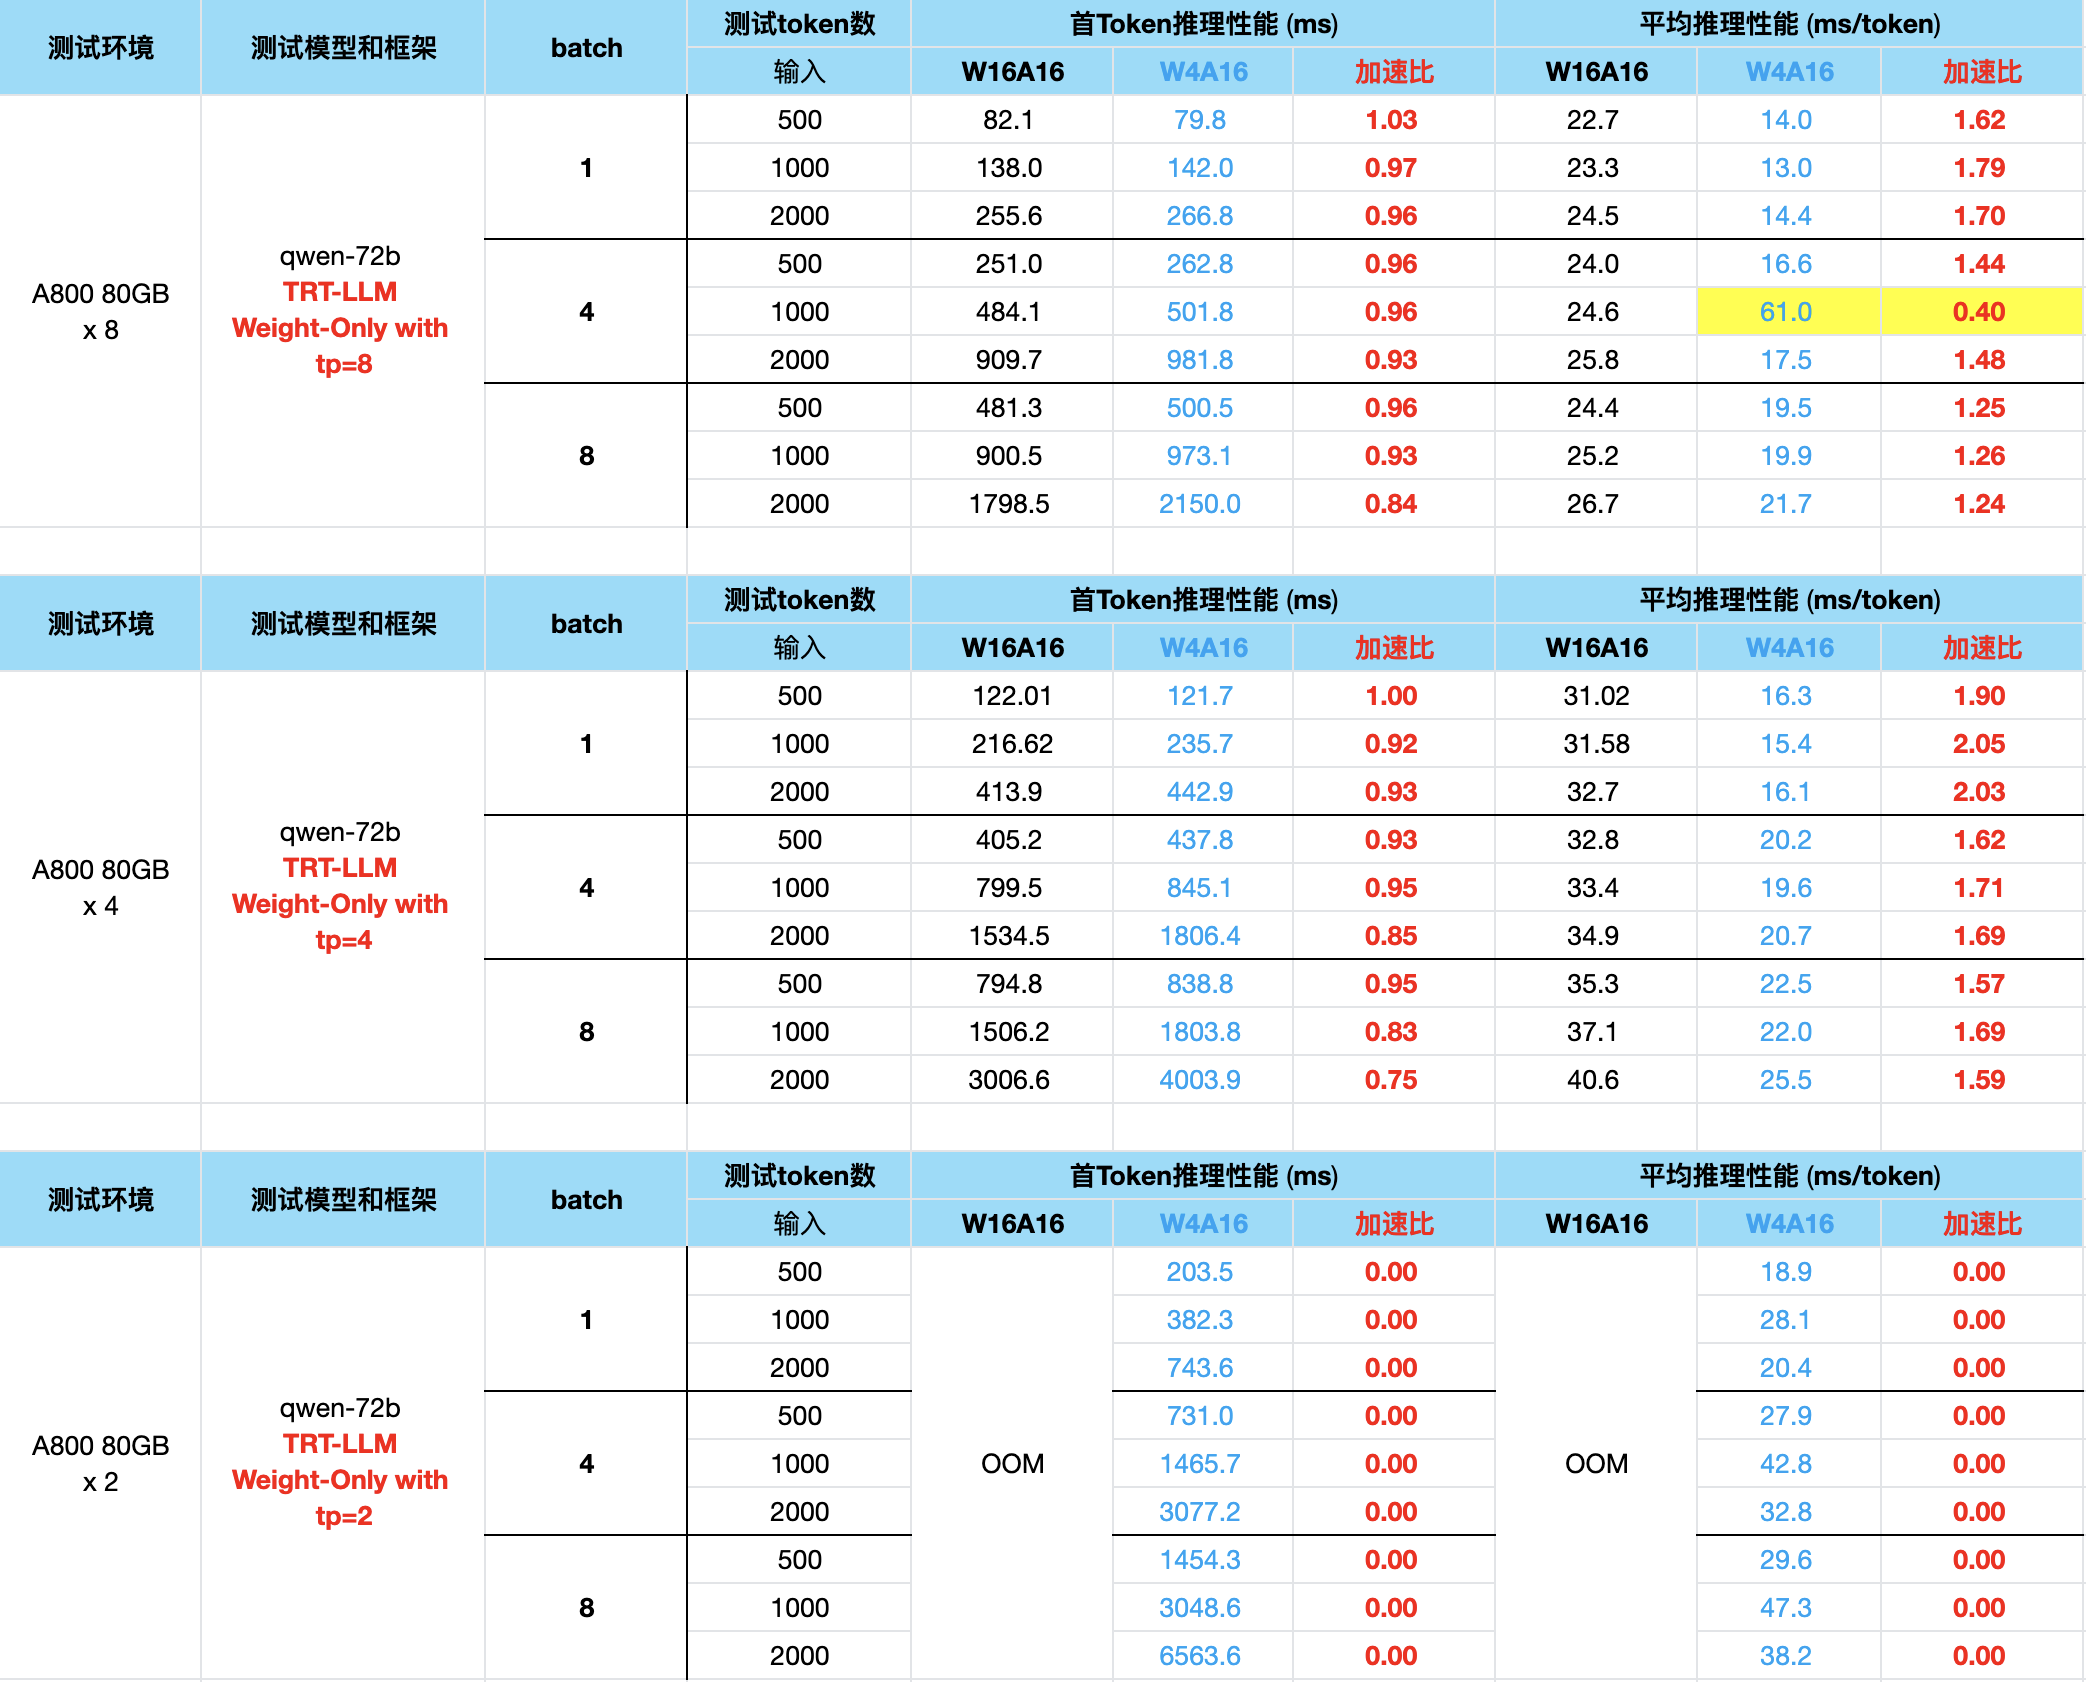 测试环境 测试模型和框架 batch 测试token数 首Token推理性能 (ms) 平均推理性能 (ms/token)
输入 W16A16 W4A16 加速比 W16A16 W4A16 加速比
A800 80GB
x 8
qwen-72b
TRT-LLM
Weight-Only with
tp=8
1
500 82.1 79.8 1.03 22.7 14.0 1.62
1000 138.0 142.0 0.97 23.3 13.0 1.79
2000 255.6 266.8 0.96 24.5 14.4 1.70
4
500 251.0 262.8 0.96 24.0 16.6 1.44
1000 484.1 501.8 0.96 24.6 61.0 0.40
2000 909.7 981.8 0.93 25.8 17.5 1.48
8
500 481.3 500.5 0.96 24.4 19.5 1.25
1000 900.5 973.1 0.93 25.2 19.9 1.26
2000 1798.5 2150.0 0.84 26.7 21.7 1.24
测试环境 测试模型和框架 batch 测试token数 首Token推理性能 (ms) 平均推理性能 (ms/token)
输入 W16A16 W4A16 加速比 W16A16 W4A16 加速比
A800 80GB
x 4
qwen-72b
TRT-LLM
Weight-Only with
tp=4
1
500 122.01 121.7 1.00 31.02 16.3 1.90
1000 216.62 235.7 0.92 31.58 15.4 2.05
2000 413.9 442.9 0.93 32.7 16.1 2.03
4
500 405.2 437.8 0.93 32.8 20.2 1.62
1000 799.5 845.1 0.95 33.4 19.6 1.71
2000 1534.5 1806.4 0.85 34.9 20.7 1.69
8
500 794.8 838.8 0.95 35.3 22.5 1.57
1000 1506.2 1803.8 0.83 37.1 22.0 1.69
2000 3006.6 4003.9 0.75 40.6 25.5 1.59
测试环境 测试模型和框架 batch 测试token数 首Token推理性能 (ms) 平均推理性能 (ms/token)
输入 W16A16 W4A16 加速比 W16A16 W4A16 加速比
A800 80GB
x 2
qwen-72b
TRT-LLM
Weight-Only with
tp=2
1
500 203.5 0.00 18.9 0.00
1000 382.3 0.00 28.1 0.00
2000 743.6 0.00 20.4 0.00
4
500 731.0 0.00 27.9 0.00
1000 OOM 1465.7 0.00 OOM 42.8 0.00
2000 3077.2 0.00 32.8 0.00
8
500 1454.3 0.00 29.6 0.00
1000 3048.6 0.00 47.3 0.00
2000 6563.6 0.00 38.2 0.00